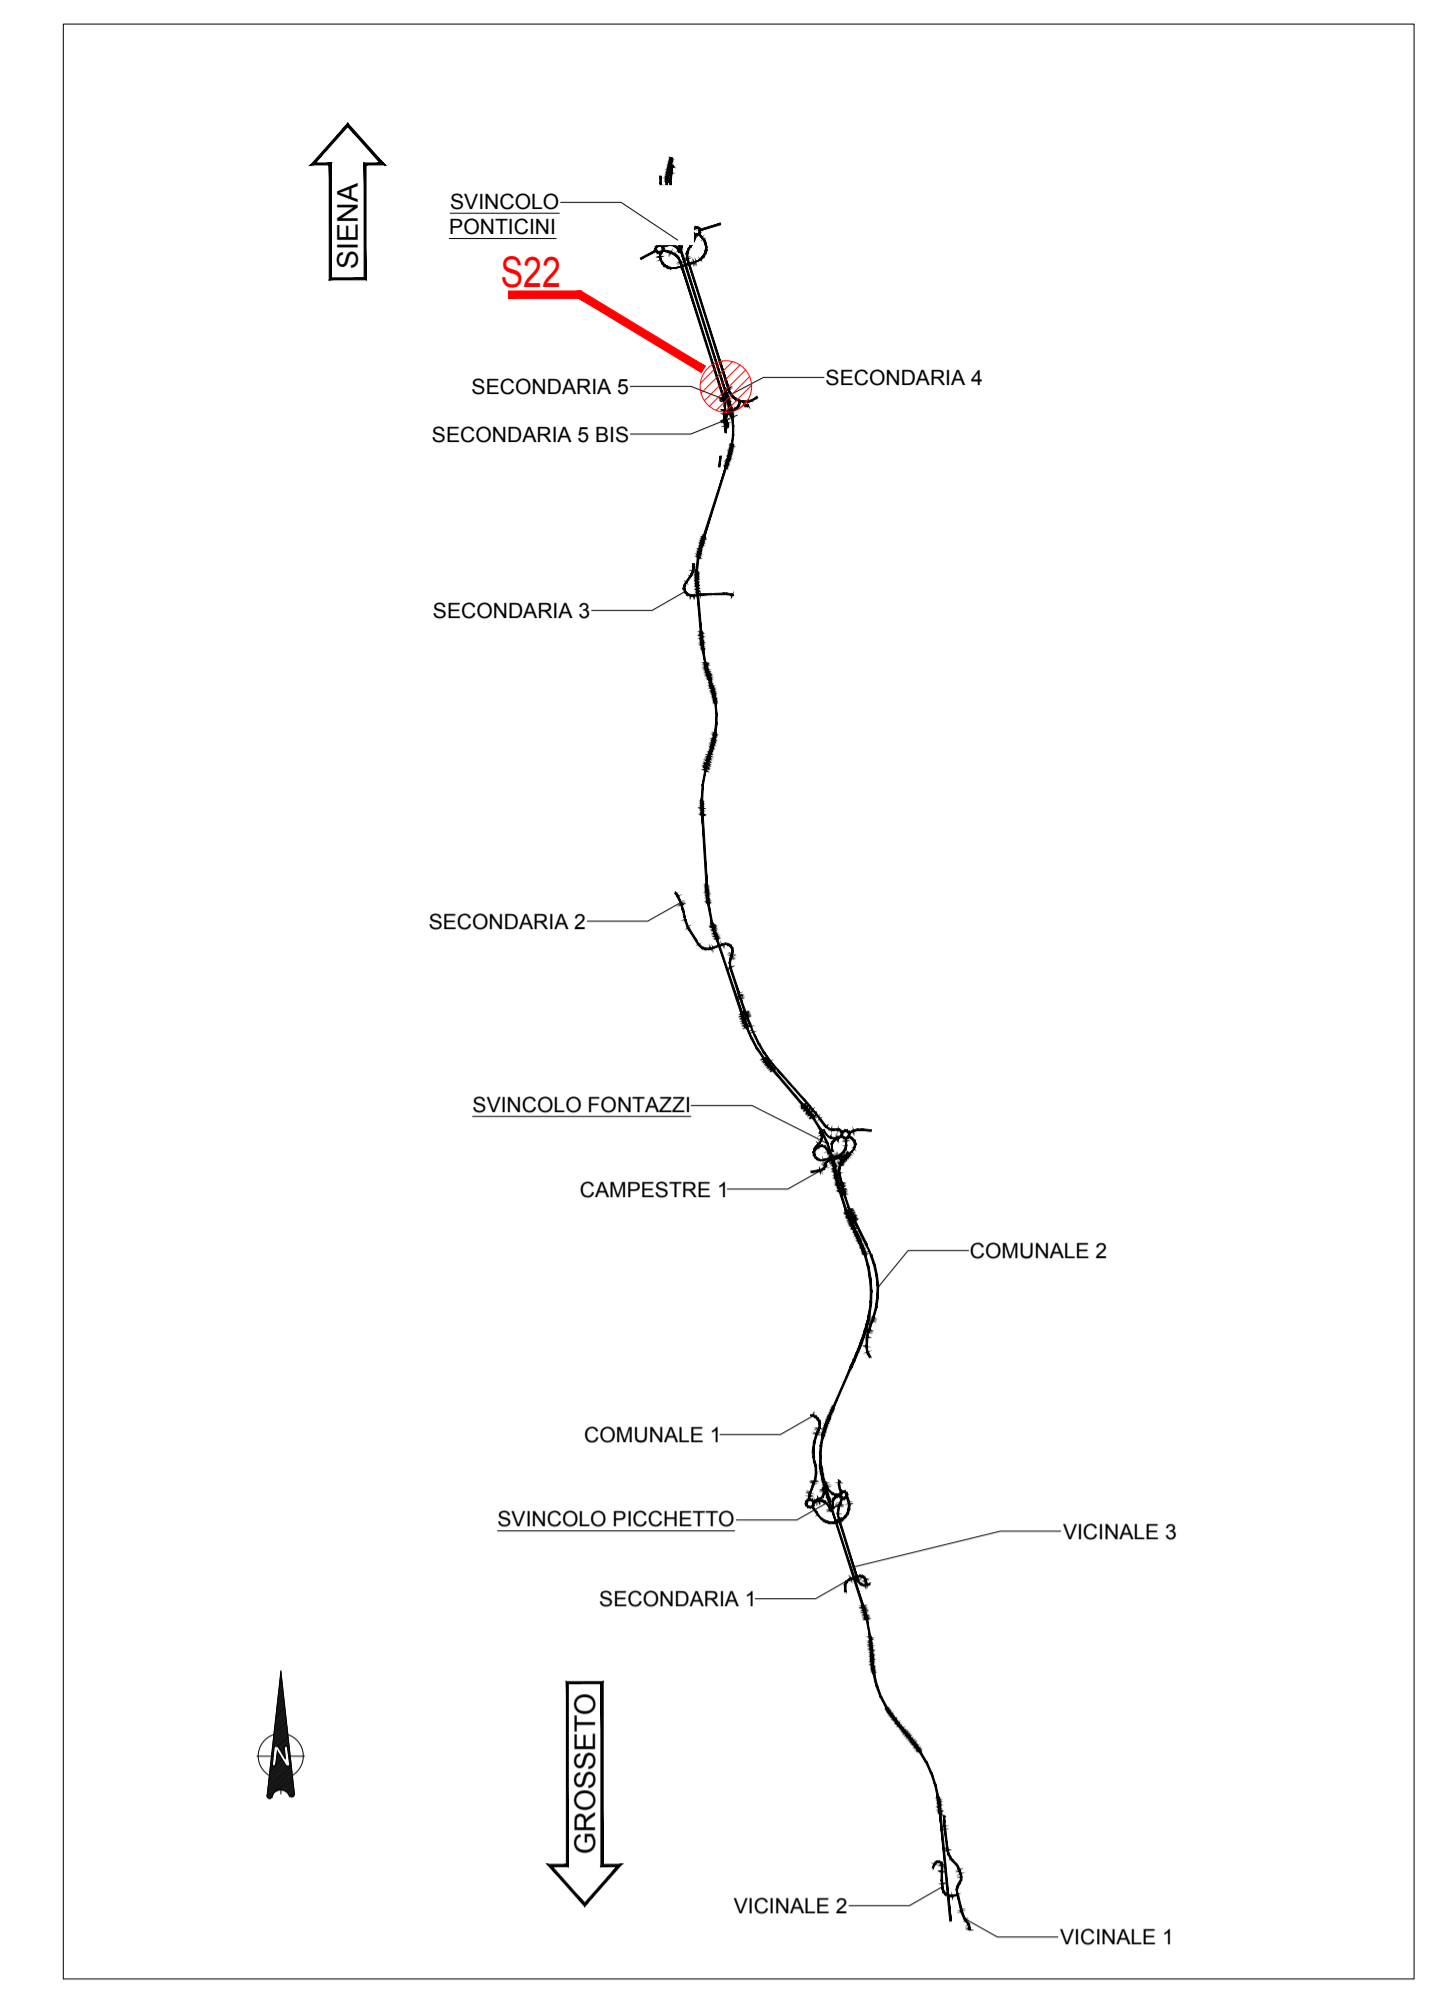 SIENA
SVINCOLO
PONTICINI
S22
SECONDARIA 5
SECONDARIA 4
SECONDARIA 5 BIS
SECONDARIA 3
SECONDARIA 2
SVINCOLO FONTAZZI
CAMPESTRE 1
COMUNALE 2
COMUNALE 1
SVINCOLO PICCHETTO
VICINALE 3
SECONDARIA 1
N
GROSSETO
VICINALE 2
VICINALE 1